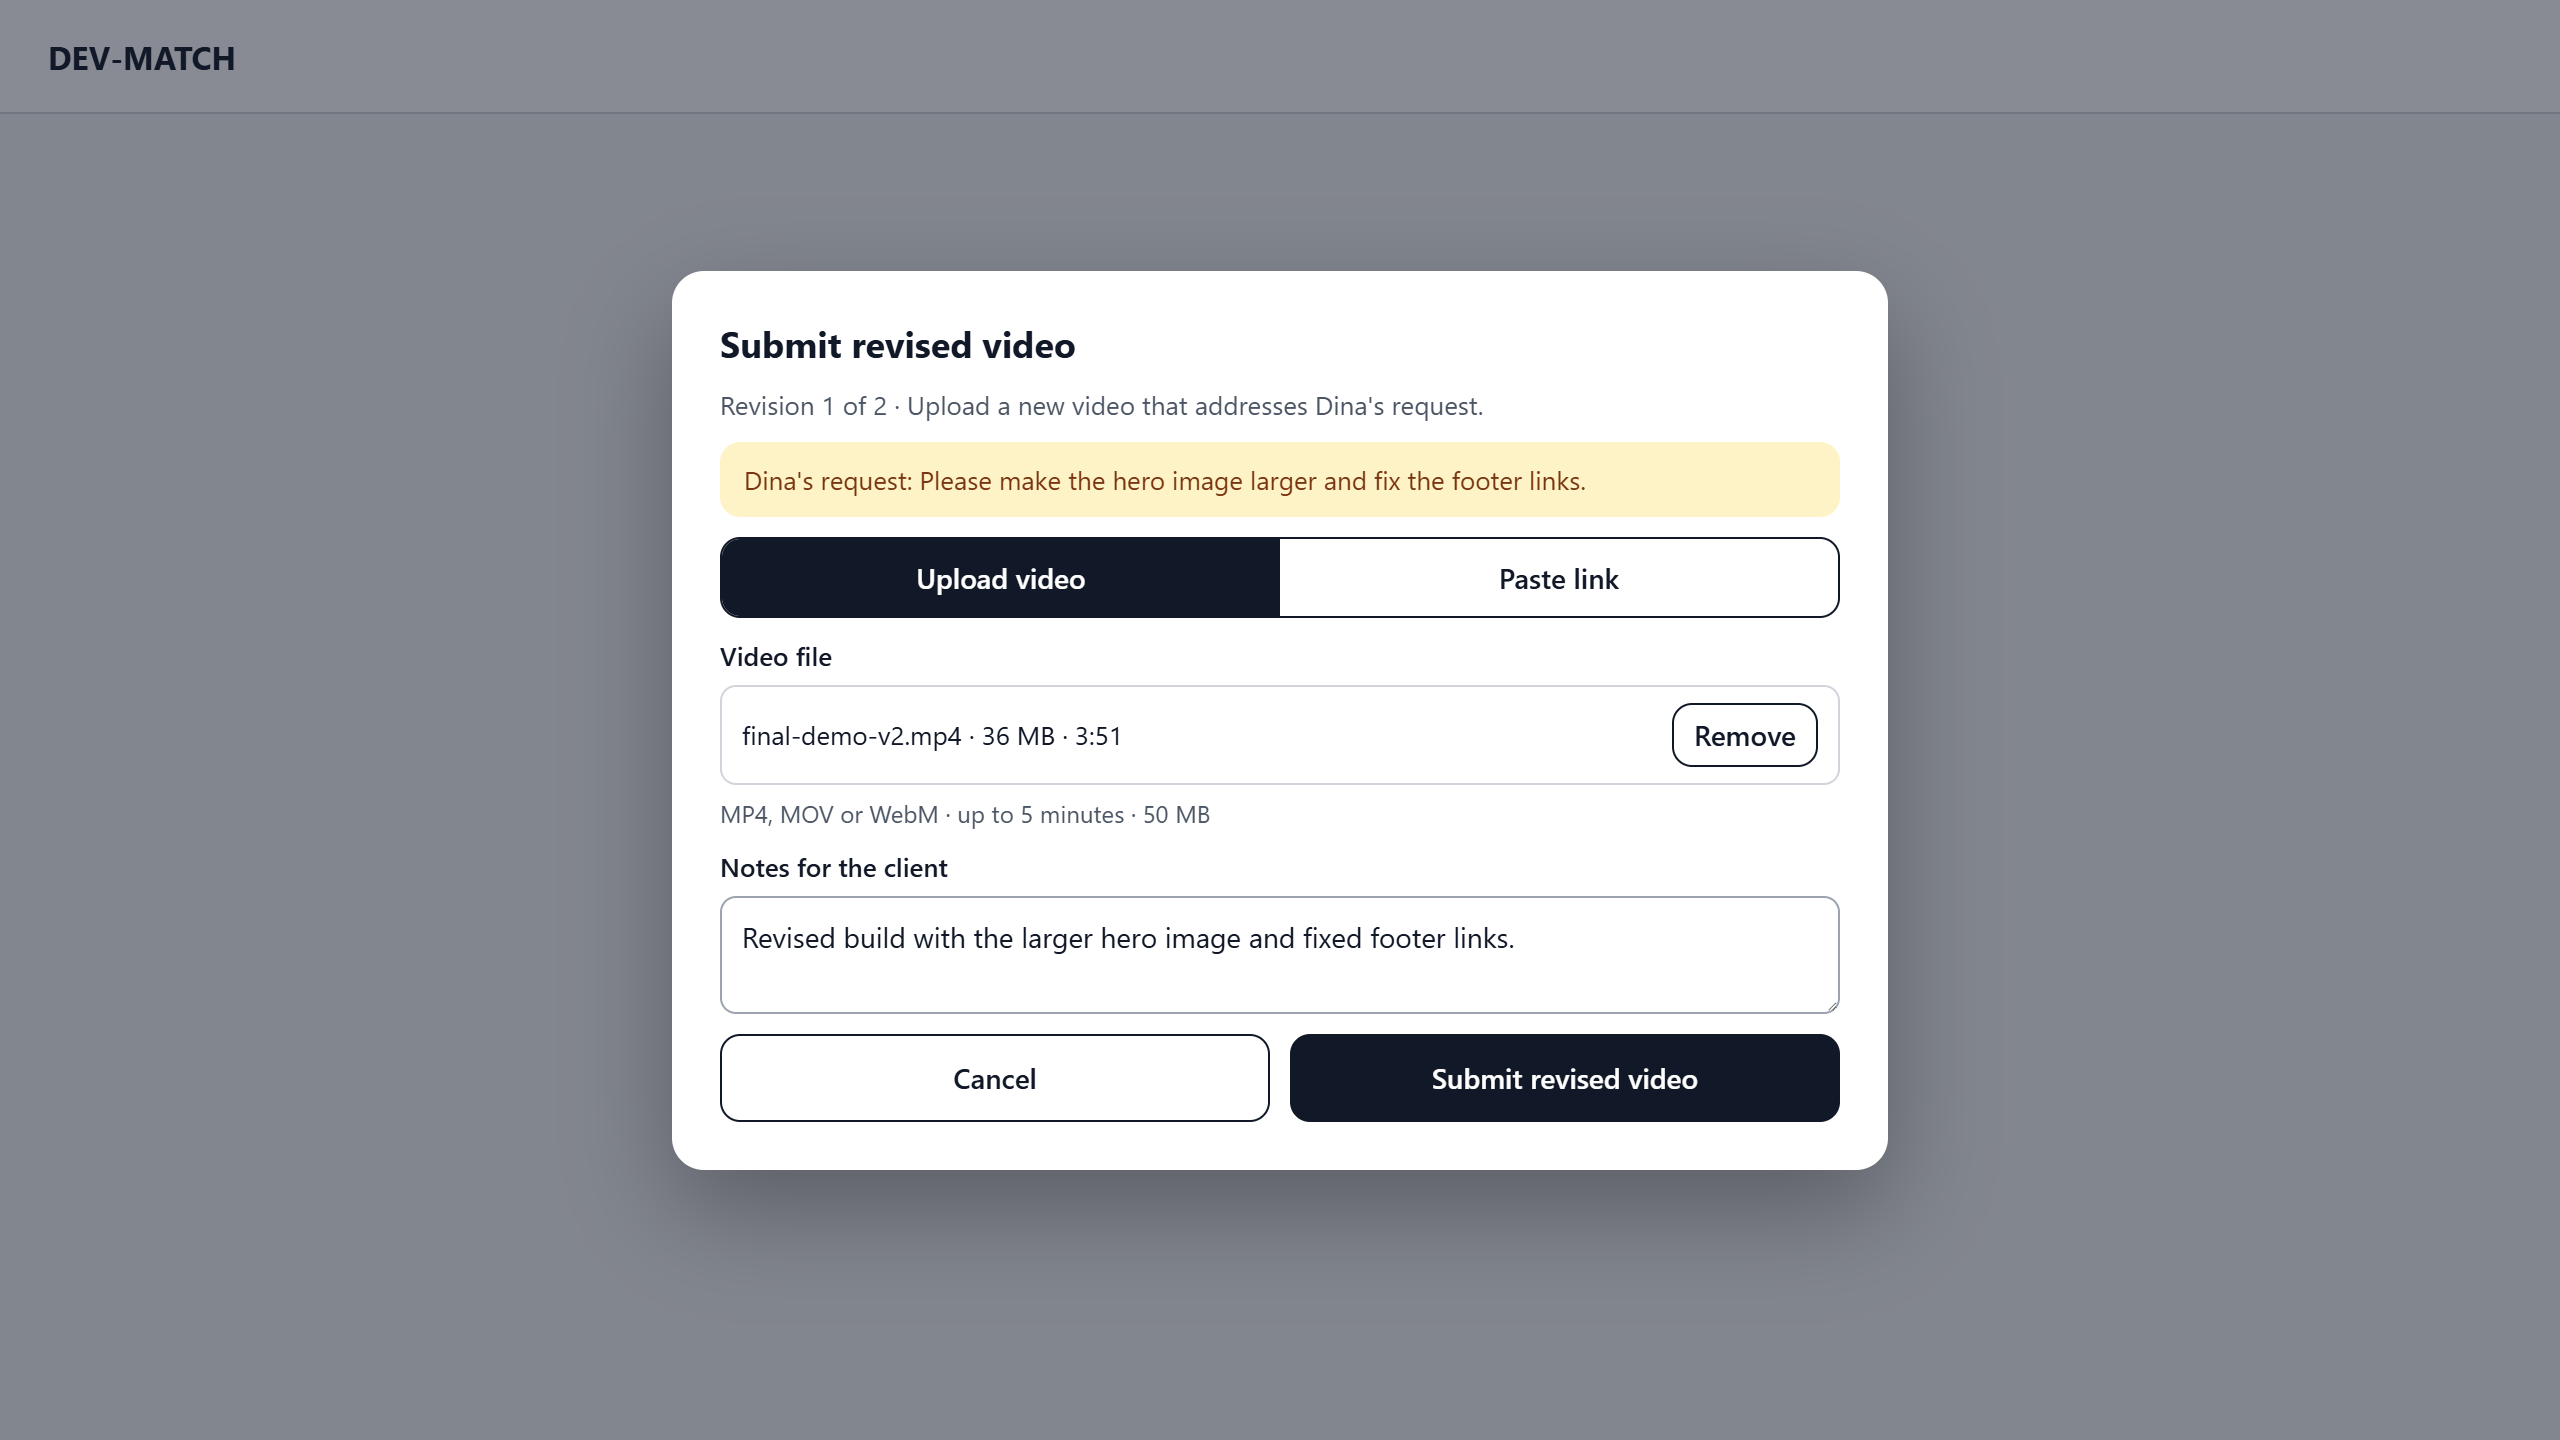 DEV-MATCH
Submit revised video
Revision 1 of 2 · Upload a new video that addresses Dina's request.
Dina's request: Please make the hero image larger and fix the footer links.
Upload video
Paste link
Video file
final-demo-v2.mp4 · 36 MB · 3:51
Remove
MP4, MOV or WebM · up to 5 minutes · 50 MB
Notes for the client
Revised build with the larger hero image and fixed footer links.
Cancel
Submit revised video